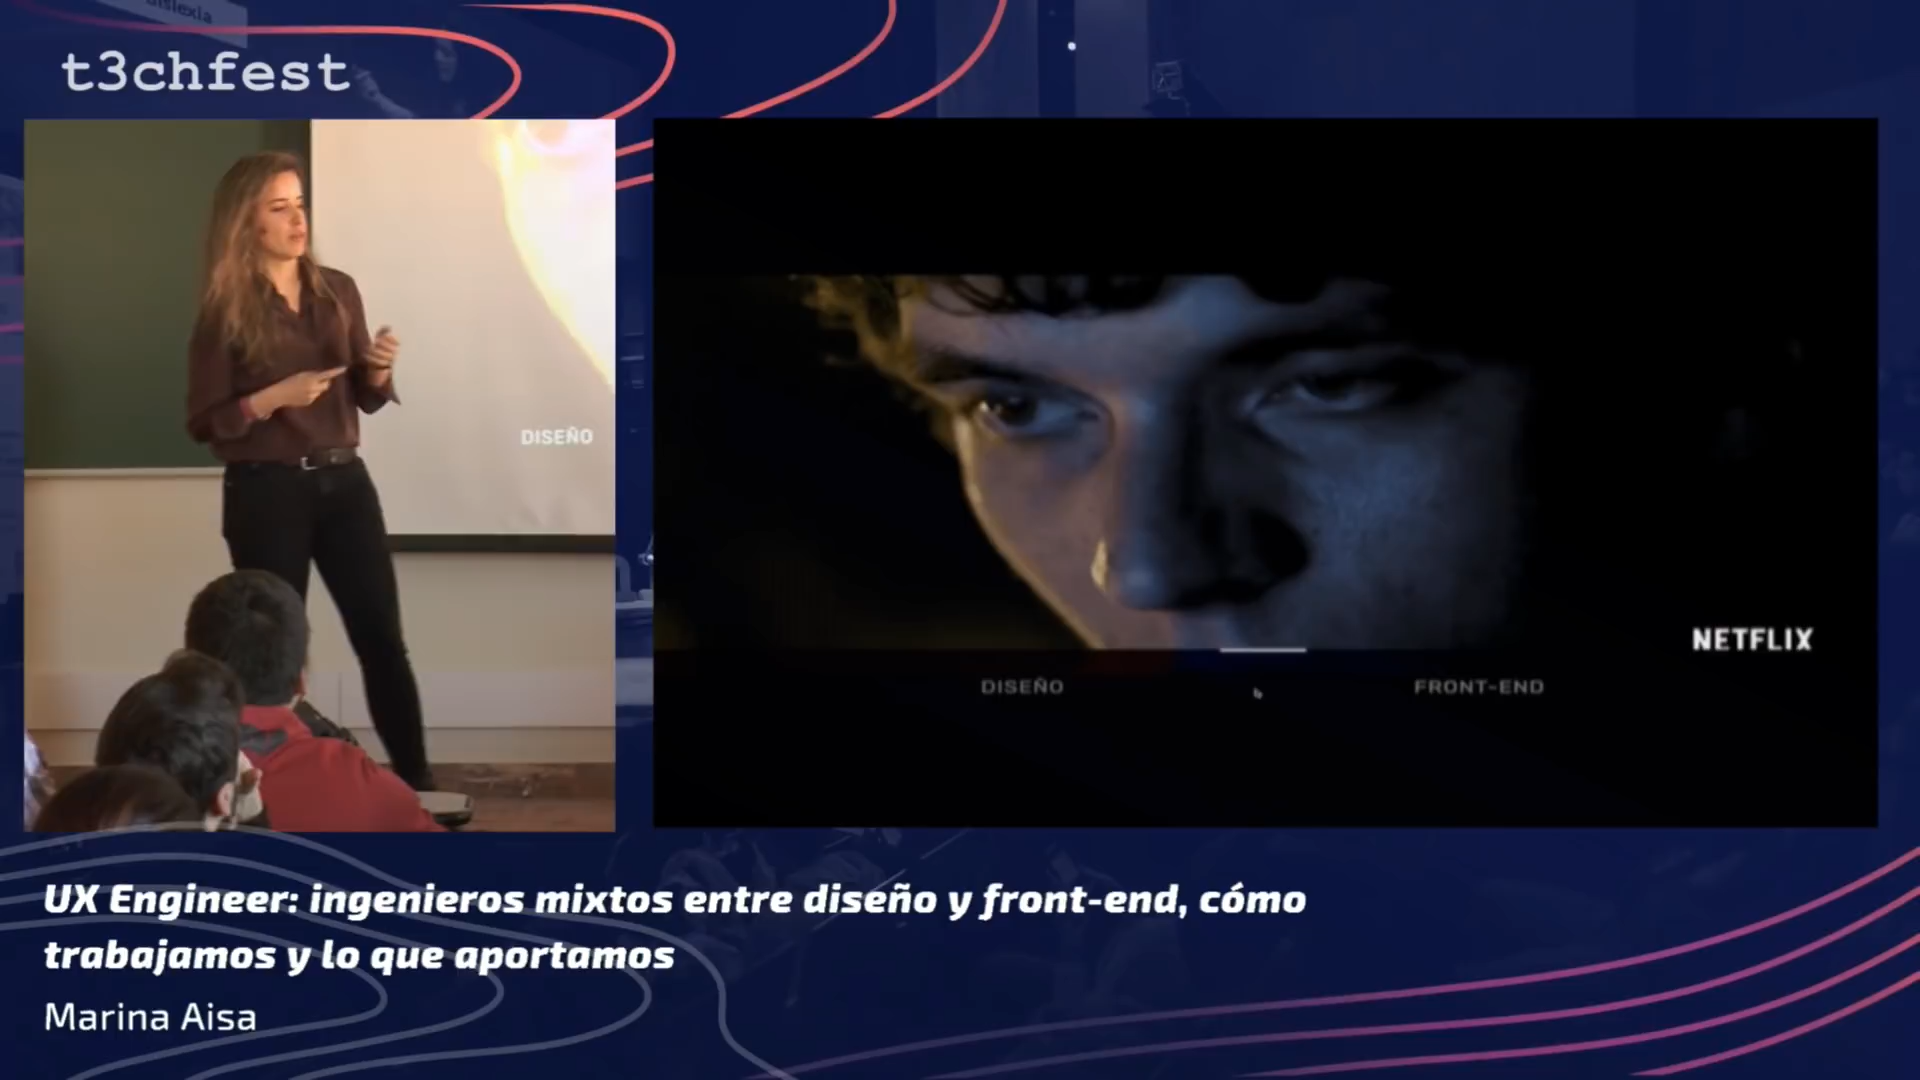 t3chfest
DISEÑO
NETFLIX
DISEÑO
FRONT-END
UX Engineer: ingenieros mixtos entre diseño y front-end, cómo
trabajamos y lo que aportamos
Marina Aisa